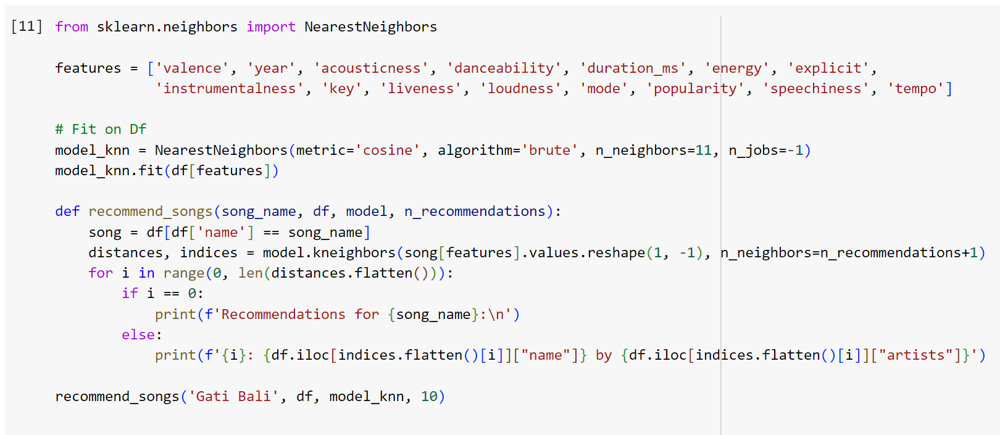 [11] from sklearn.neighbors import NearestNeighbors
features = ['valence', 'year', 'acousticness', 'danceability', 'duration_ms', 'energy', 'explicit',
            'instrumentalness', 'key', 'liveness', 'loudness', 'mode', 'popularity', 'speechiness', 'tempo']
# Fit on Df
model_knn = NearestNeighbors(metric='cosine', algorithm='brute', n_neighbors=11, n_jobs=-1)
model_knn.fit(df[features])
def recommend_songs(song_name, df, model, n_recommendations):
    song = df[df['name'] == song_name]
    distances, indices = model.kneighbors(song[features].values.reshape(1, -1), n_neighbors=n_recommendations+1)
    for i in range(0, len(distances.flatten())):
        if i == 0:
            print(f'Recommendations for {song_name}:\n')
        else:
            print(f'{i}: {df.iloc[indices.flatten()[i]]["name"]} by {df.iloc[indices.flatten()[i]]["artists"]}')
recommend_songs('Gati Bali', df, model_knn, 10)